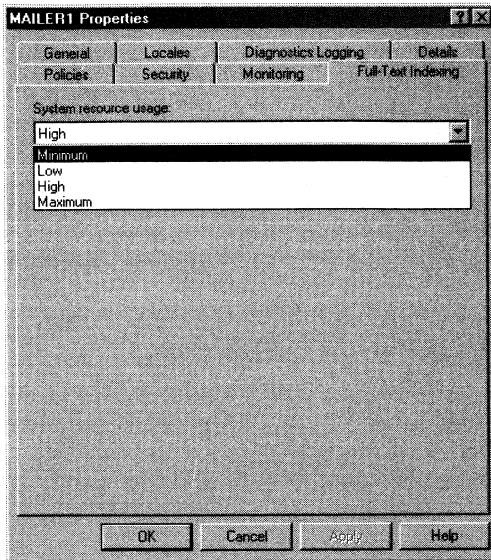 MAILER1 Properties
General Locales Diagnostics Logging Details
Policies Security Monitoring Full-Text Indexing
System resource usage:
High
Minimum
Low
High
Maximum
OK Cancel Apply Help